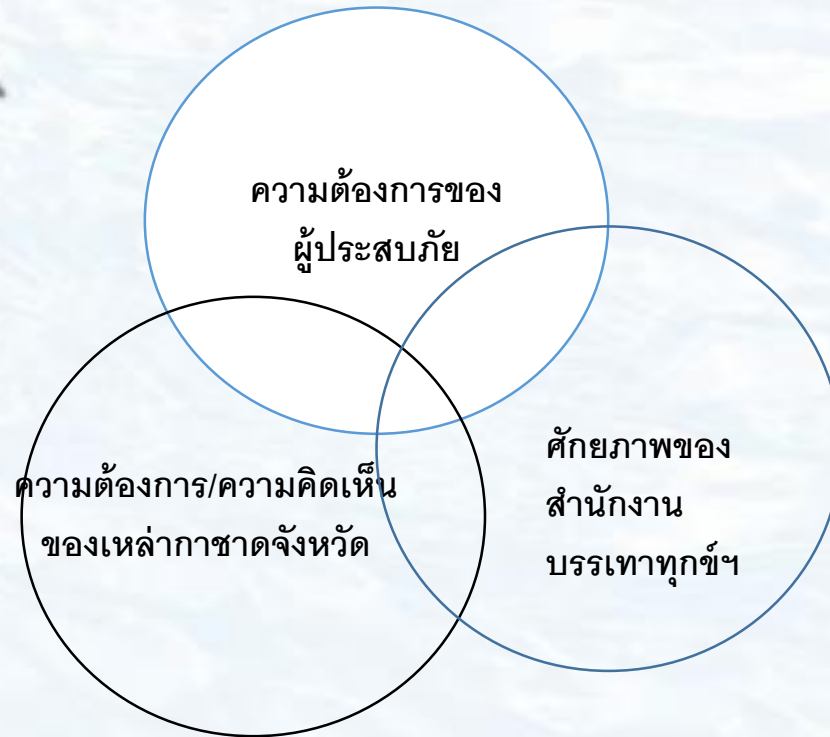 ความต้องการของ
ผู้ประสบภัย
ความต้องการ/ความคิดเห็น
ของเหล่ากาชาดจังหวัด
ศักยภาพของ
สำนักงาน
บรรเทาทุกข์ฯ